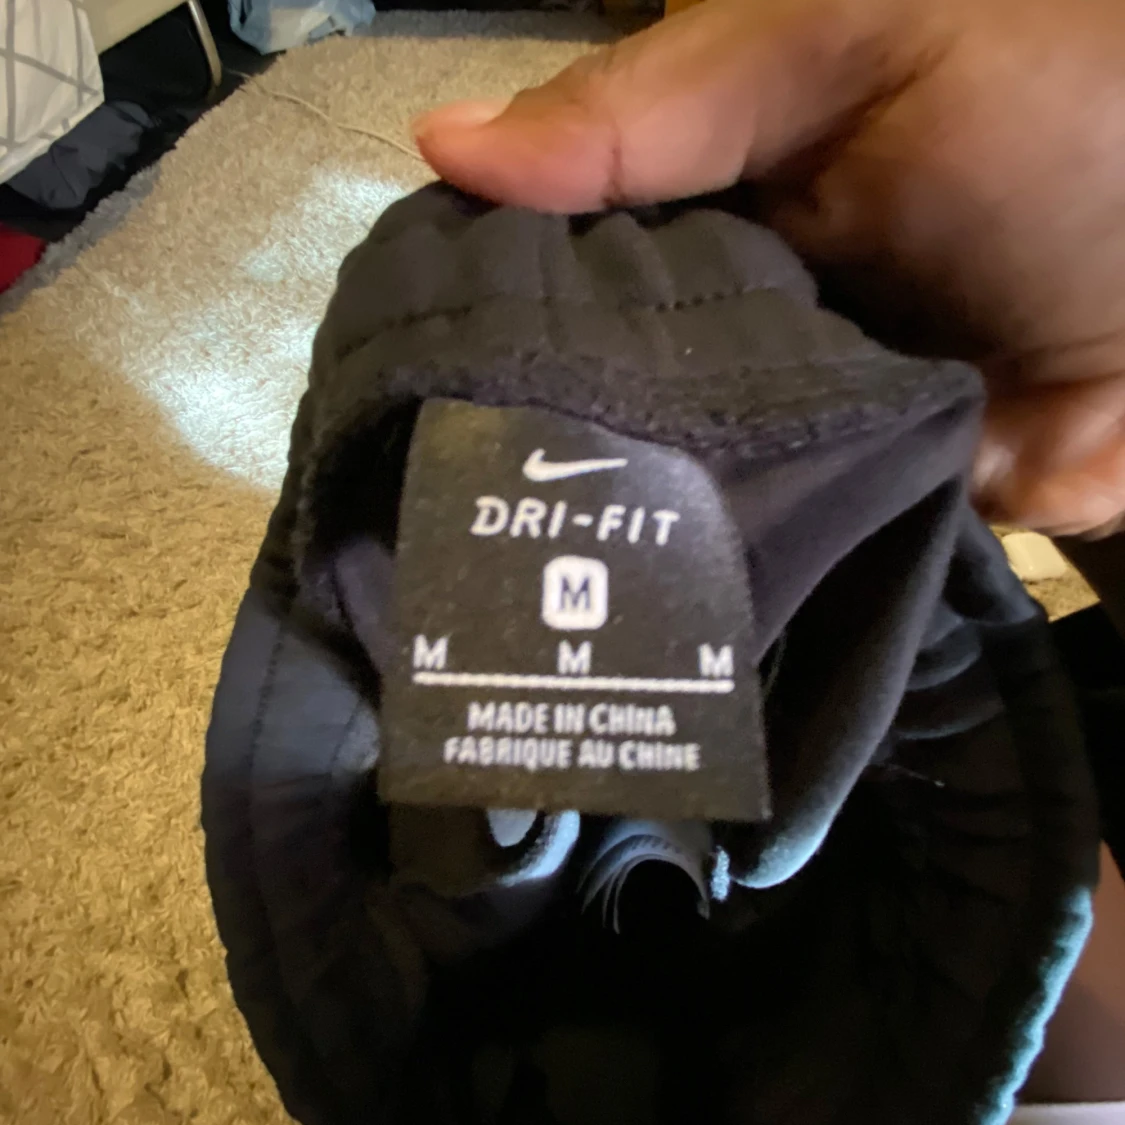 DRI-FIT
M
M M M
MADE IN CHINA
FABRIQUE AU CHINE